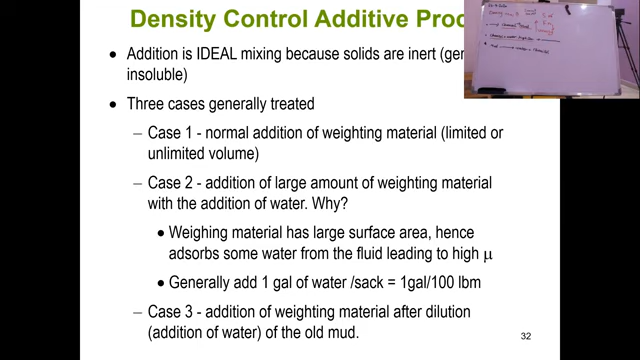 Density Control Additive Proc
• Addition is IDEAL mixing because solids are inert (gen
insoluble)
• Three cases generally treated
– Case 1 - normal addition of weighting material (limited or
unlimited volume)
– Case 2 - addition of large amount of weighting material
with the addition of water. Why?
• Weighing material has large surface area, hence
adsorbs some water from the fluid leading to high μ
• Generally add 1 gal of water /sack = 1gal/100 lbm
– Case 3 - addition of weighting material after dilution
(addition of water) of the old mud.
32